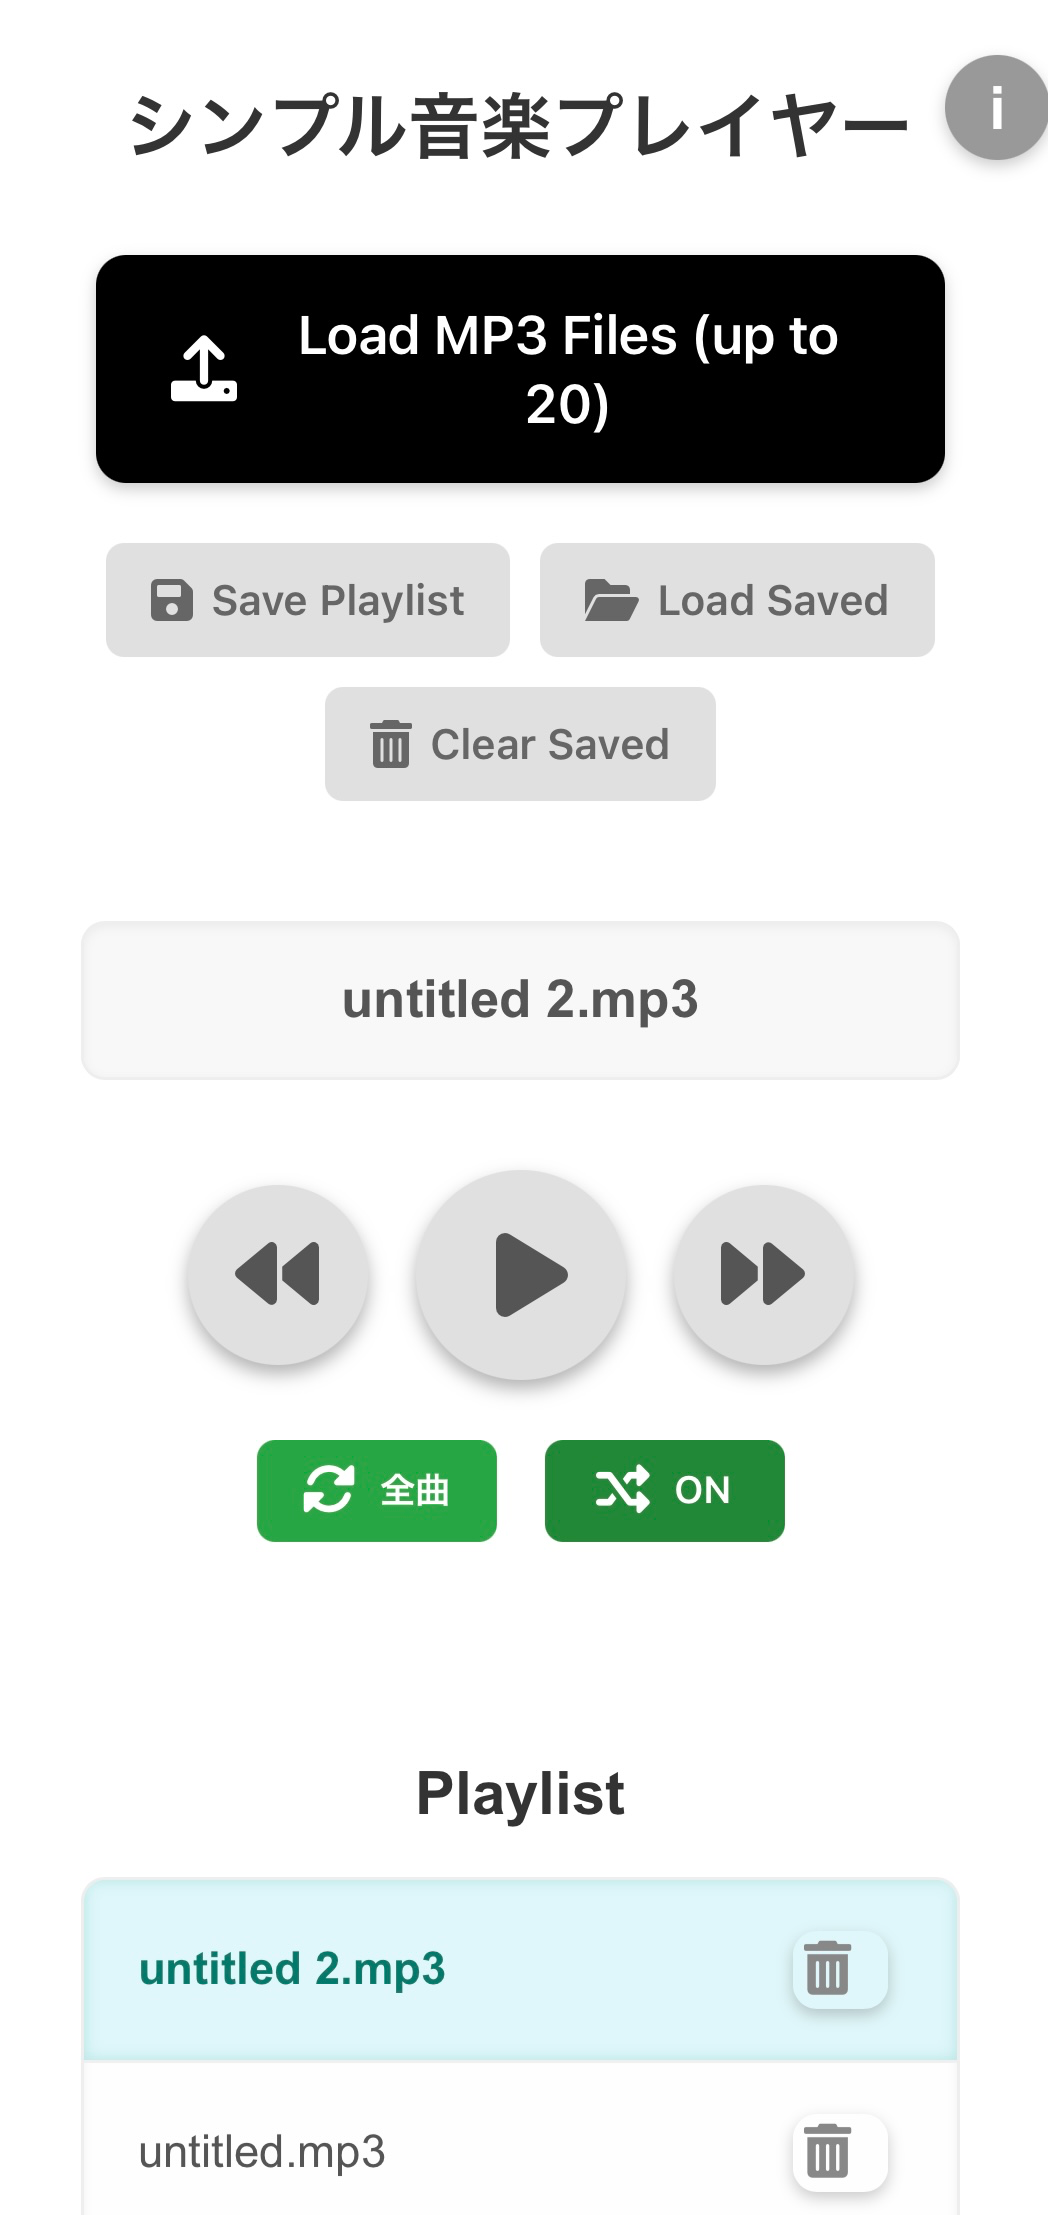 シンプル音楽プレイヤー
i
Load MP3 Files (up to
20)
Save Playlist
Load Saved
Clear Saved
untitled 2.mp3
全曲
ON
Playlist
untitled 2.mp3
untitled.mp3